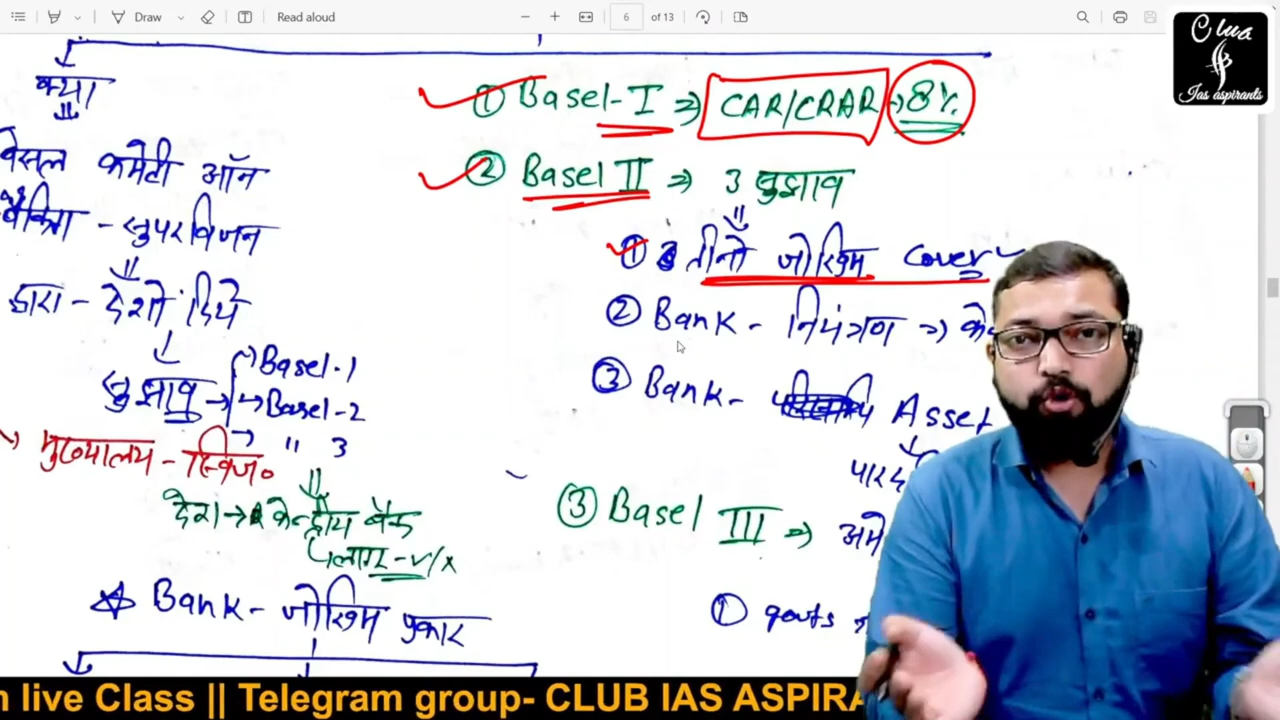 Draw
Read aloud
6
of 13
Clua
Ias aspirants
क्या
① Basel-I ⇒ CAR/CRAR → 8%
② Basel II ⇒ 3 सुझाव
① तीनो जोखिम Cover
② Bank - नियंत्रण ⇒
③ Bank - Asset
③ Basel III ⇒
①
बेसल कमेटी ऑन
बैंकिंग - सुपरविजन
द्वारा - देशो दिये
सुझाव → Basel-1
→ Basel-2
→ " 3
मुख्यालय - स्विज०
देश → केन्द्रीय बैंक
लागू - ✓/x
☆ Bank - जोखिम प्रकार
n live Class || Telegram group- CLUB IAS ASPIRA